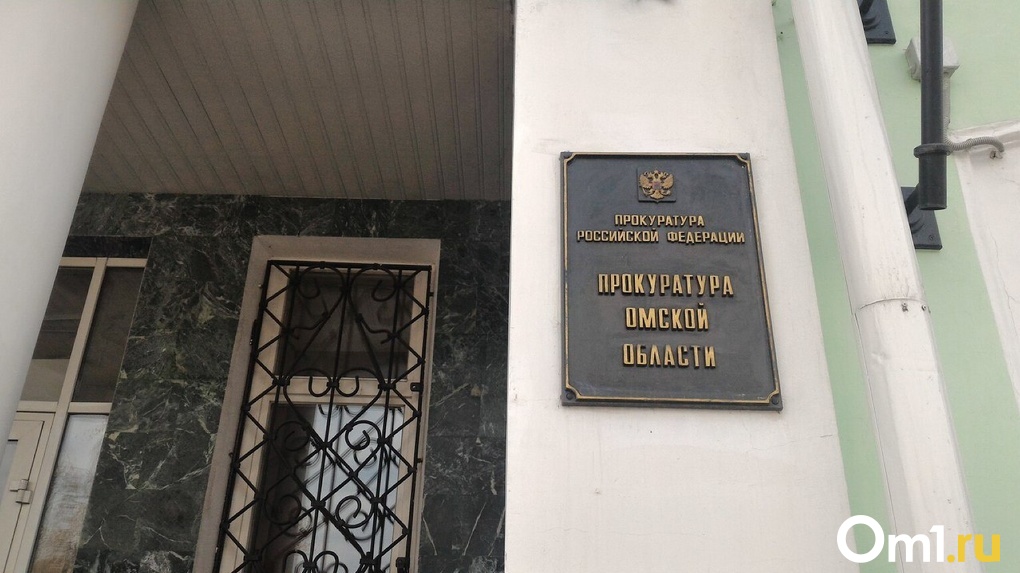 ПРОКУРАТУРА
РОССИЙСКОЙ ФЕДЕРАЦИИ
ПРОКУРАТУРА
ОМСКОЙ
ОБЛАСТИ
Om1.ru